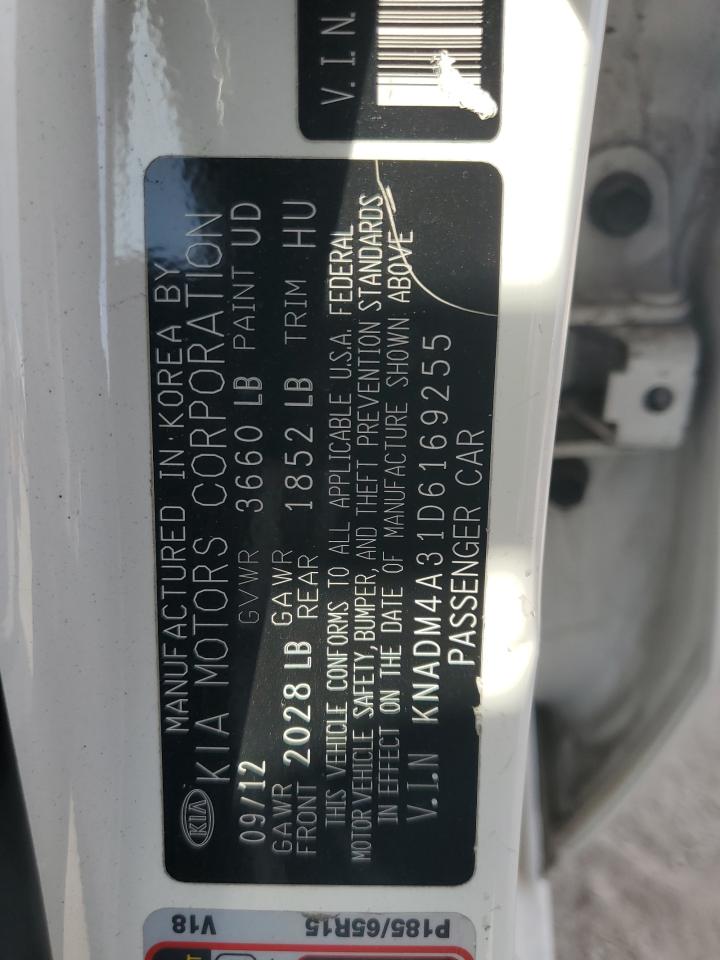 V.I.N.
KIA
MANUFACTURED IN KOREA BY
KIA MOTORS CORPORATION
09/12 GVWR 3660 LB PAINT UD
GAWR FRONT 2028 LB GAWR REAR 1852 LB TRIM HU
THIS VEHICLE CONFORMS TO ALL APPLICABLE U.S.A. FEDERAL
MOTOR VEHICLE SAFETY, BUMPER, AND THEFT PREVENTION STANDARDS
IN EFFECT ON THE DATE OF MANUFACTURE SHOWN ABOVE
V.I.N KNADM4A31D6169255
PASSENGER CAR
V18
P185/65R15